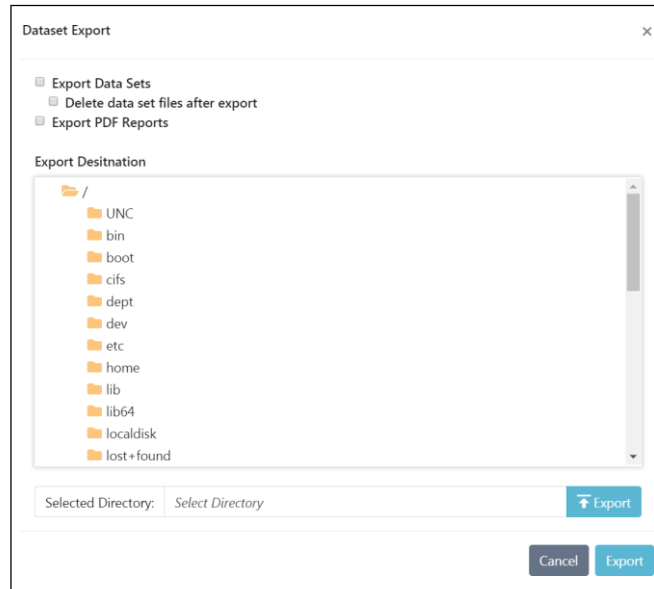 Dataset Export ×
Export Data Sets
Delete data set files after export
Export PDF Reports
Export Desitnation
/
UNC
bin
boot
cifs
dept
dev
etc
home
lib
lib64
localdisk
lost+found
Selected Directory: Select Directory Export
Cancel Export